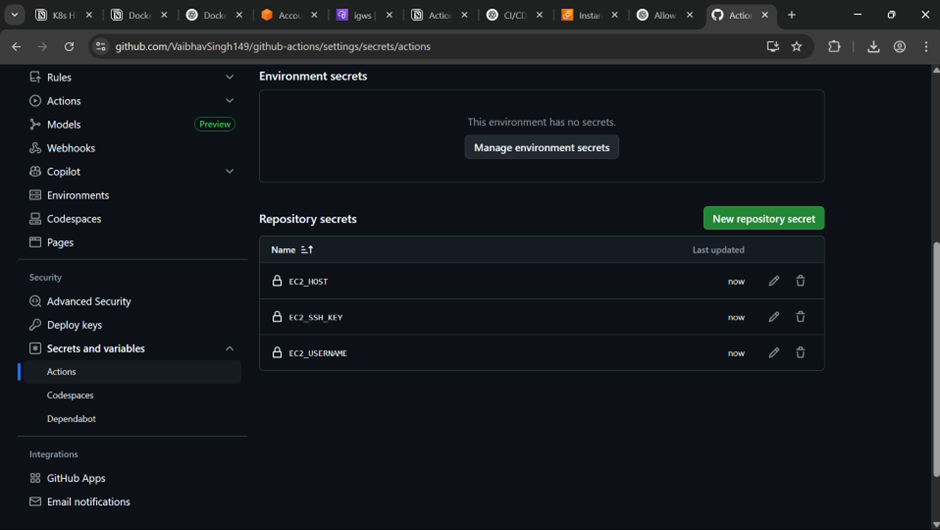 K8s H
Docke
Docke
Accou
igws |
Action
CI/CD
Instan
Allow
Action
github.com/VaibhavSingh149/github-actions/settings/secrets/actions
Rules
Actions
Models
Preview
Webhooks
Copilot
Environments
Codespaces
Pages
Security
Advanced Security
Deploy keys
Secrets and variables
Actions
Codespaces
Dependabot
Integrations
GitHub Apps
Email notifications
Environment secrets
This environment has no secrets.
Manage environment secrets
Repository secrets
New repository secret
Name
Last updated
EC2_HOST
now
EC2_SSH_KEY
now
EC2_USERNAME
now